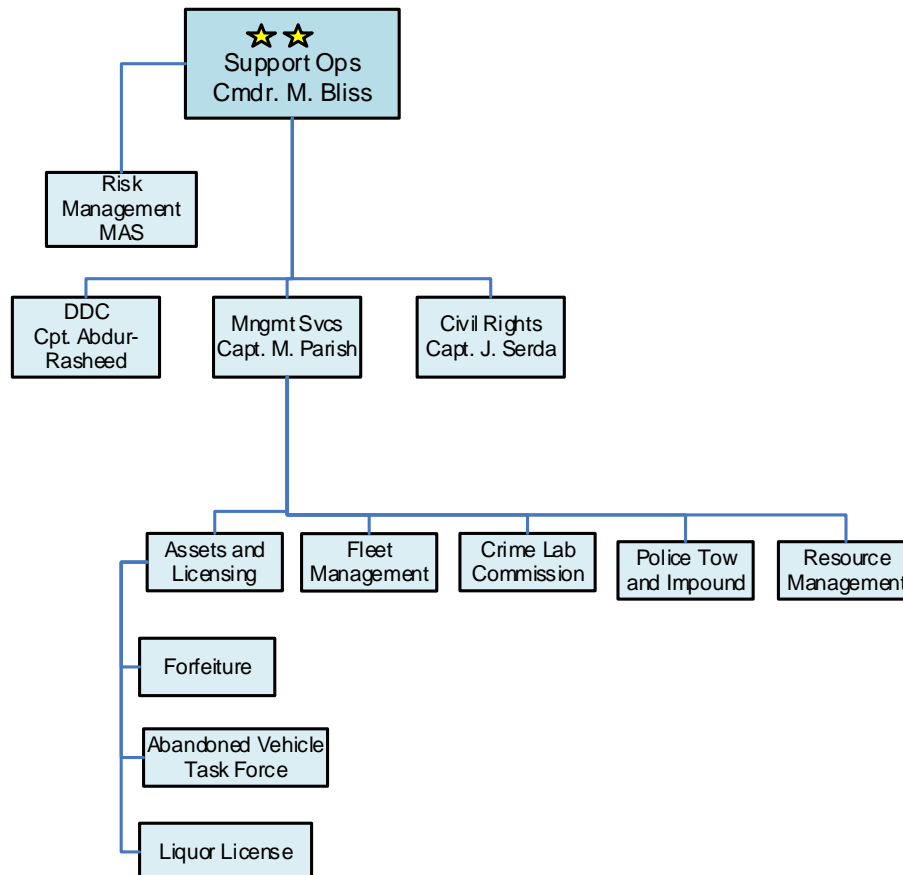 Support Ops
Cmdr. M. Bliss
Risk
Management
MAS
DDC
Cpt. Abdur-
Rasheed
Mngmt Svcs
Capt. M. Parish
Civil Rights
Capt. J. Serda
Assets and
Licensing
Fleet
Management
Crime Lab
Commission
Police Tow
and Impound
Resource
Management
Forfeiture
Abandoned Vehicle
Task Force
Liquor License